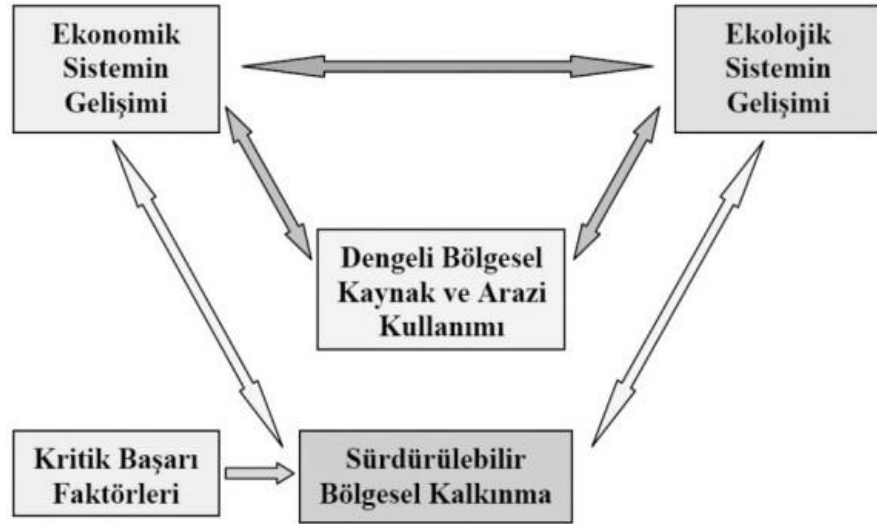 Ekonomik
Sistemin
Gelişimi
Ekolojik
Sistemin
Gelişimi
Dengeli Bölgesel
Kaynak ve Arazi
Kullanımı
Kritik Başarı
Faktörleri
Sürdürülebilir
Bölgesel Kalkınma